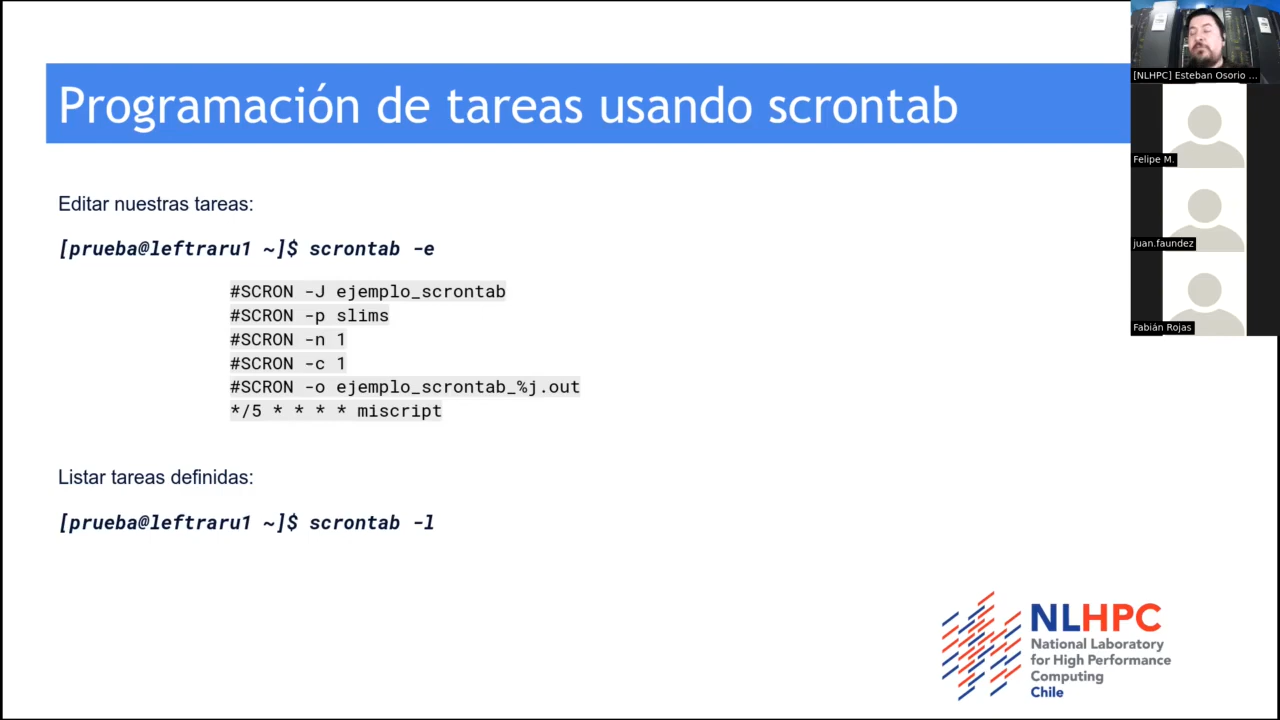 Programación de tareas usando scrontab
Editar nuestras tareas:
[prueba@leftraru1 ~]$ scrontab -e
#SCRON -J ejemplo_scrontab
#SCRON -p slims
#SCRON -n 1
#SCRON -c 1
#SCRON -o ejemplo_scrontab_%j.out
*/5 * * * * miscript
Listar tareas definidas:
[prueba@leftraru1 ~]$ scrontab -l
NLHPC
National Laboratory
for High Performance
Computing
Chile
[NLHPC] Esteban Osorio ...
Felipe M.
juan.faundez
Fabián Rojas